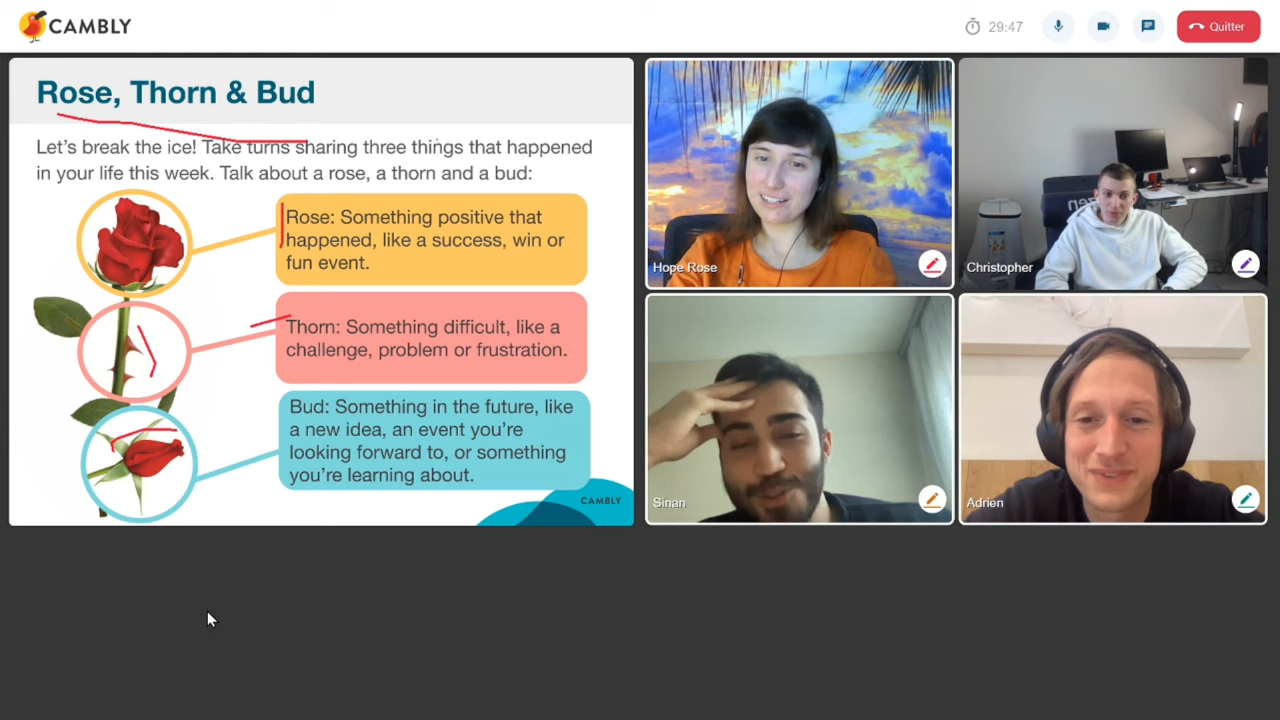 CAMBLY
29:47
Quitter
Rose, Thorn & Bud
Let's break the ice! Take turns sharing three things that happened
in your life this week. Talk about a rose, a thorn and a bud:
Rose: Something positive that
happened, like a success, win or
fun event.
Thorn: Something difficult, like a
challenge, problem or frustration.
Bud: Something in the future, like
a new idea, an event you're
looking forward to, or something
you're learning about.
CAMBLY
Hope Rose
Christopher
Sinan
Adrien